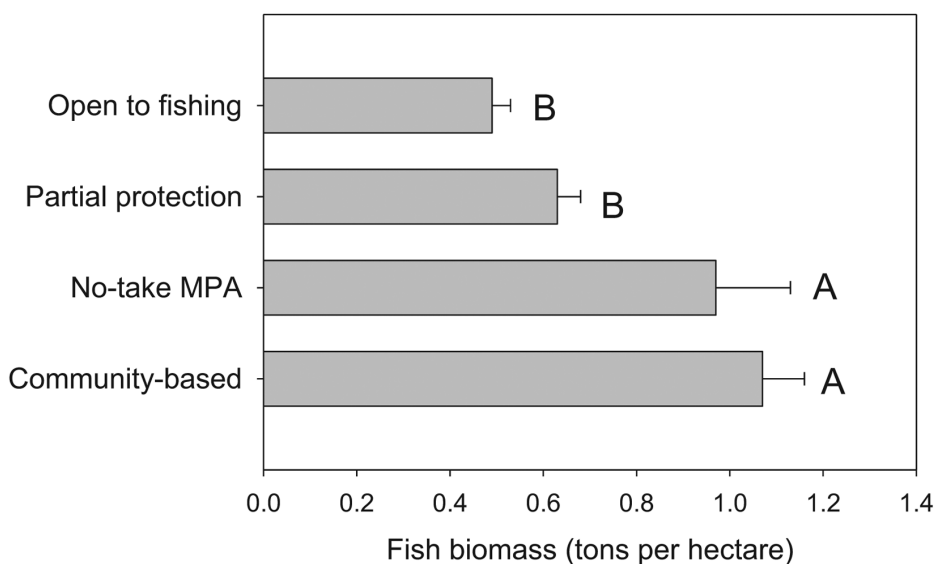 Open to fishing B
Partial protection B
No-take MPA A
Community-based A
0.0 0.2 0.4 0.6 0.8 1.0 1.2 1.4
Fish biomass (tons per hectare)